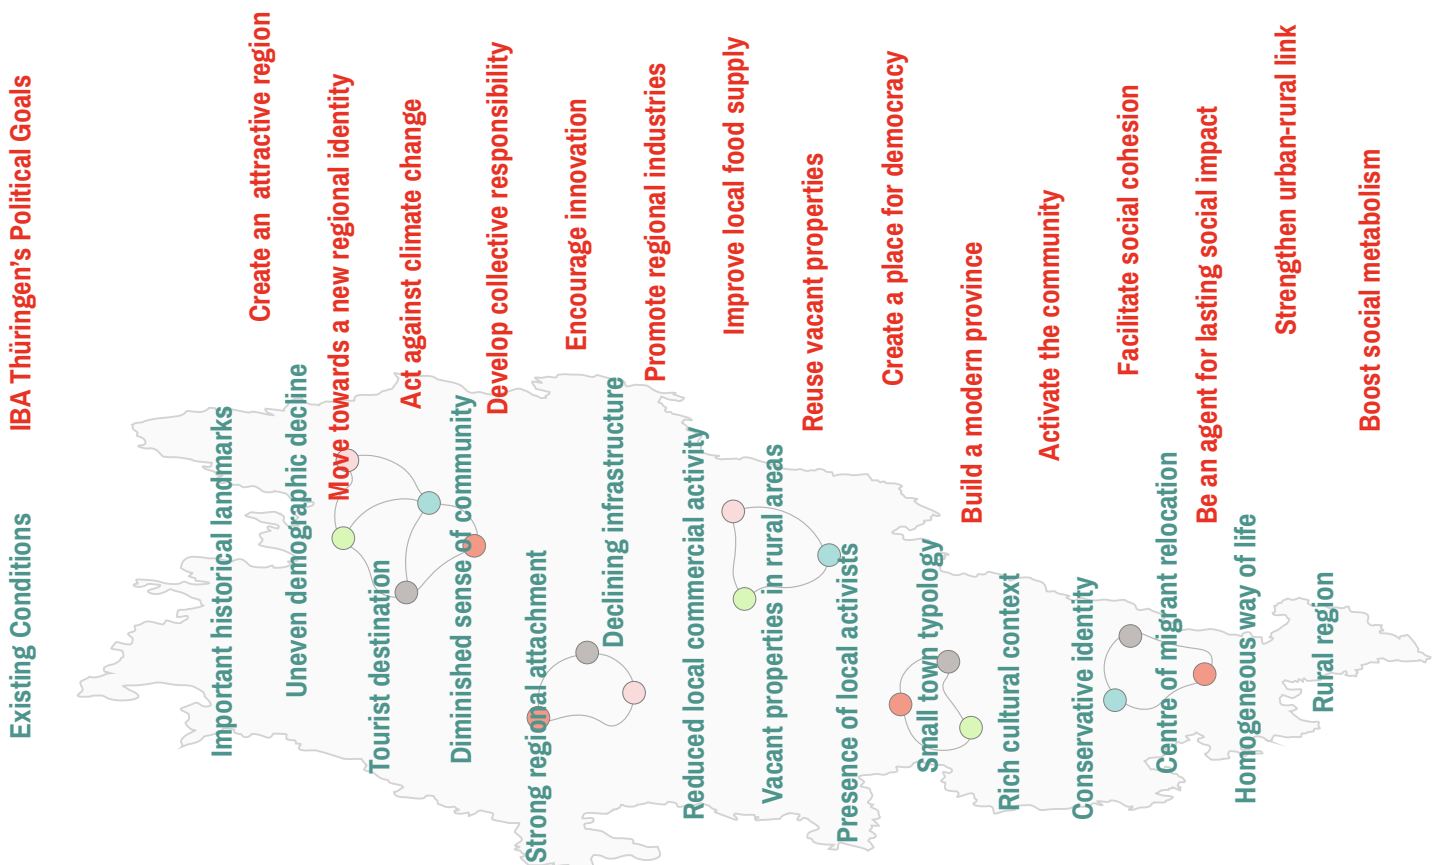 IBA Thüringen's Political Goals
Create an attractive region
Move towards a new regional identity
Act against climate change
Develop collective responsibility
Encourage innovation
Promote regional industries
Improve local food supply
Reuse vacant properties
Create a place for democracy
Build a modern province
Activate the community
Facilitate social cohesion
Be an agent for lasting social impact
Strengthen urban-rural link
Boost social metabolism
Existing Conditions
Important historical landmarks
Uneven demographic decline
Tourist destination
Diminished sense of community
Strong regional attachment
Declining infrastructure
Reduced local commercial activity
Vacant properties in rural areas
Presence of local activists
Small town typology
Rich cultural context
Conservative identity
Centre of migrant relocation
Homogeneous way of life
Rural region